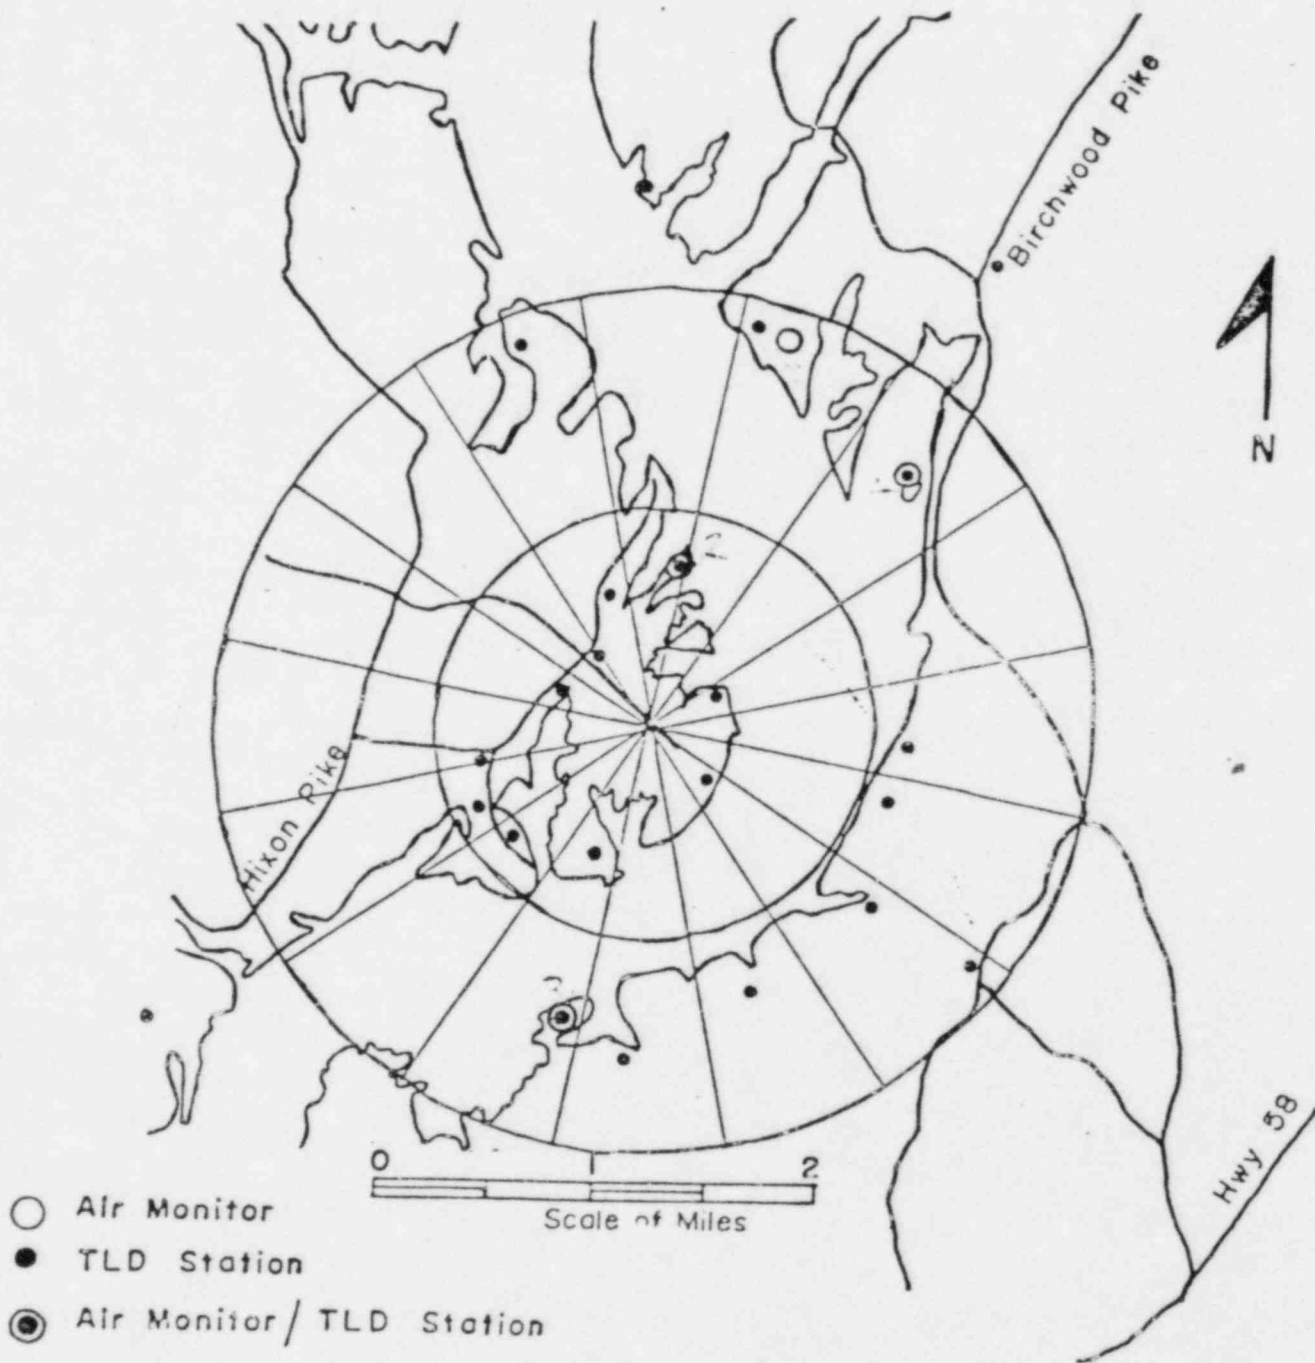 Birchwood Pike
N
Hixon Pike
0 1 2
Scale of Miles
Hwy 58
Air Monitor
TLD Station
Air Monitor / TLD Station